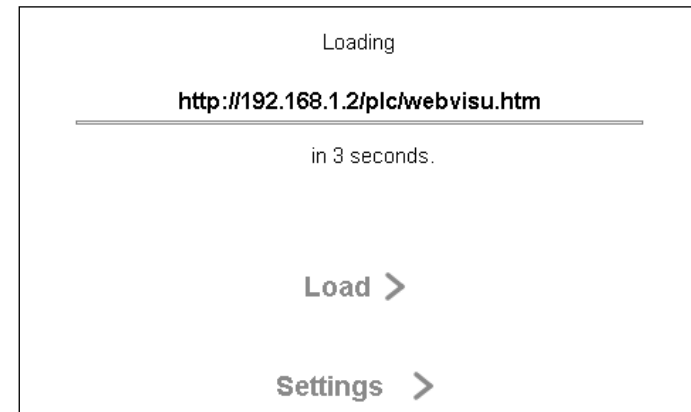 Loading
http://192.168.1.2/plc/webvisu.htm
in 3 seconds.
Load >
Settings >